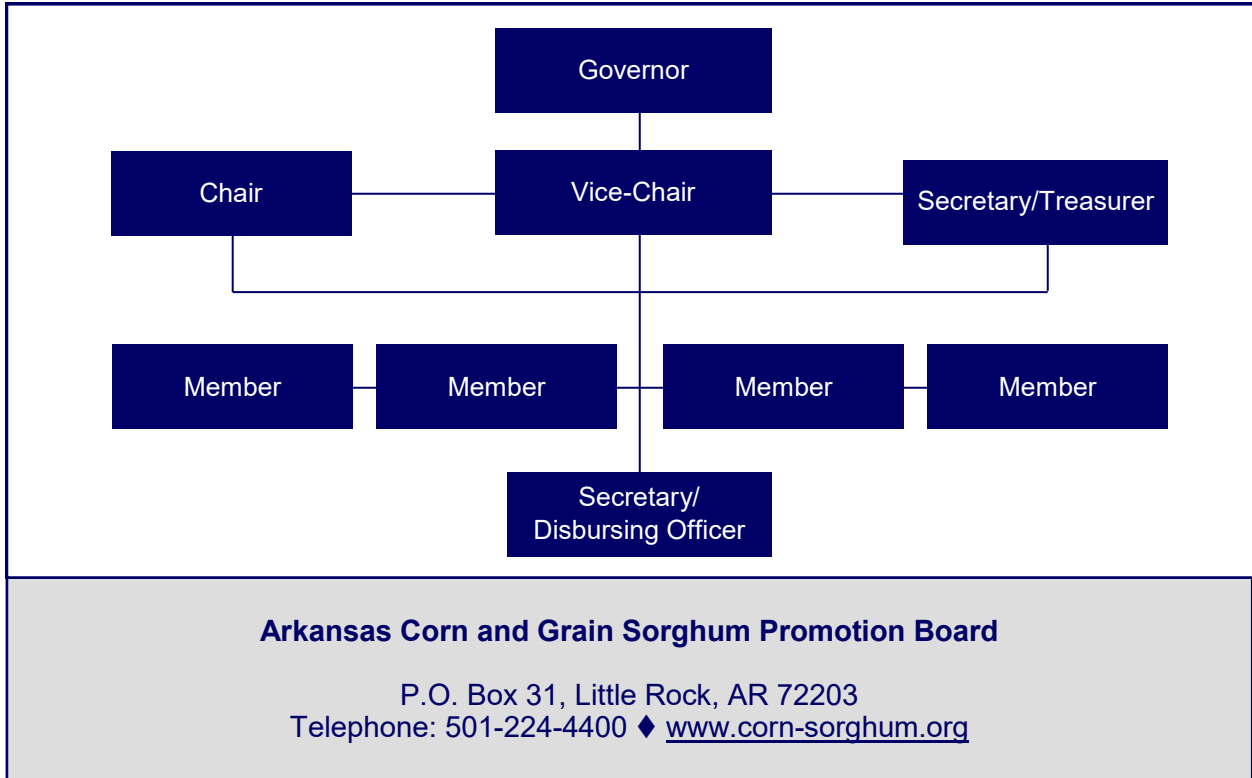 Governor
Chair
Vice-Chair
Secretary/Treasurer
Member
Member
Member
Member
Secretary/
Disbursing Officer
Arkansas Corn and Grain Sorghum Promotion Board
P.O. Box 31, Little Rock, AR 72203
Telephone: 501-224-4400 ♦ www.corn-sorghum.org